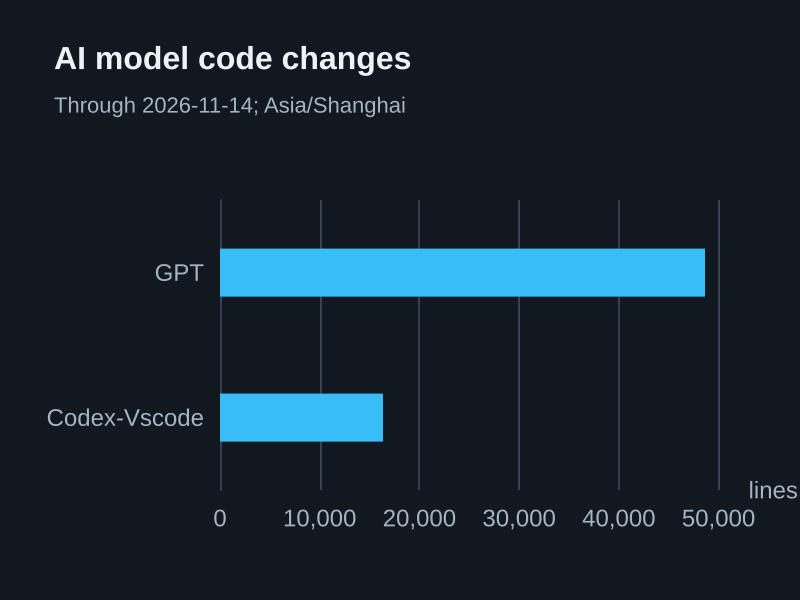 AI model code changes
Through 2026-11-14; Asia/Shanghai
GPT
Codex-Vscode
lines
0 10,000 20,000 30,000 40,000 50,000